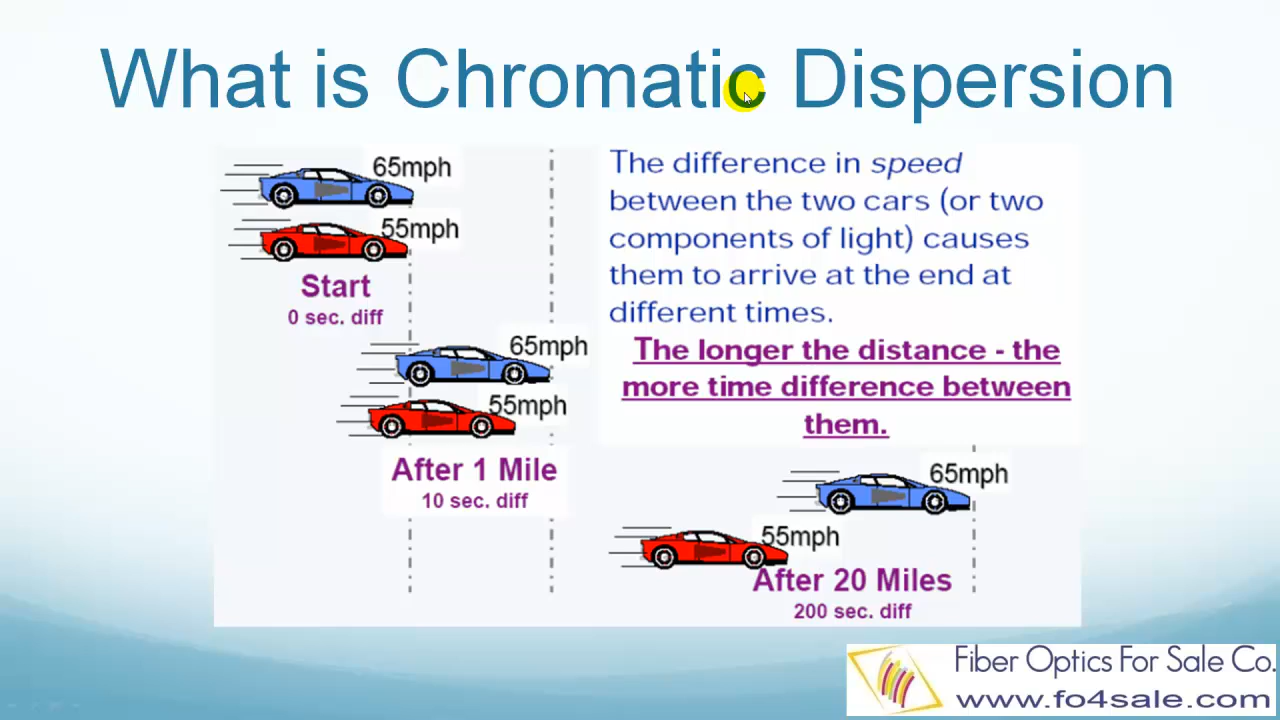 What is Chromatic Dispersion
65mph
55mph
Start
0 sec. diff
65mph
55mph
After 1 Mile
10 sec. diff
The difference in speed
between the two cars (or two
components of light) causes
them to arrive at the end at
different times.
The longer the distance - the
more time difference between
them.
65mph
55mph
After 20 Miles
200 sec. diff
Fiber Optics For Sale Co.
www.fo4sale.com